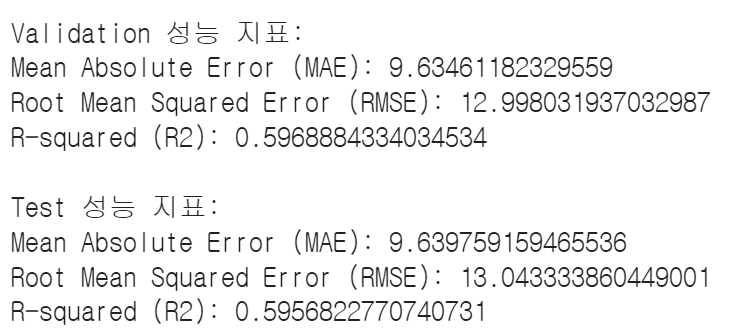 Validation 성능 지표:
Mean Absolute Error (MAE): 9.63461182329559
Root Mean Squared Error (RMSE): 12.998031937032987
R-squared (R2): 0.5968884334034534
Test 성능 지표:
Mean Absolute Error (MAE): 9.639759159465536
Root Mean Squared Error (RMSE): 13.043333860449001
R-squared (R2): 0.5956822770740731